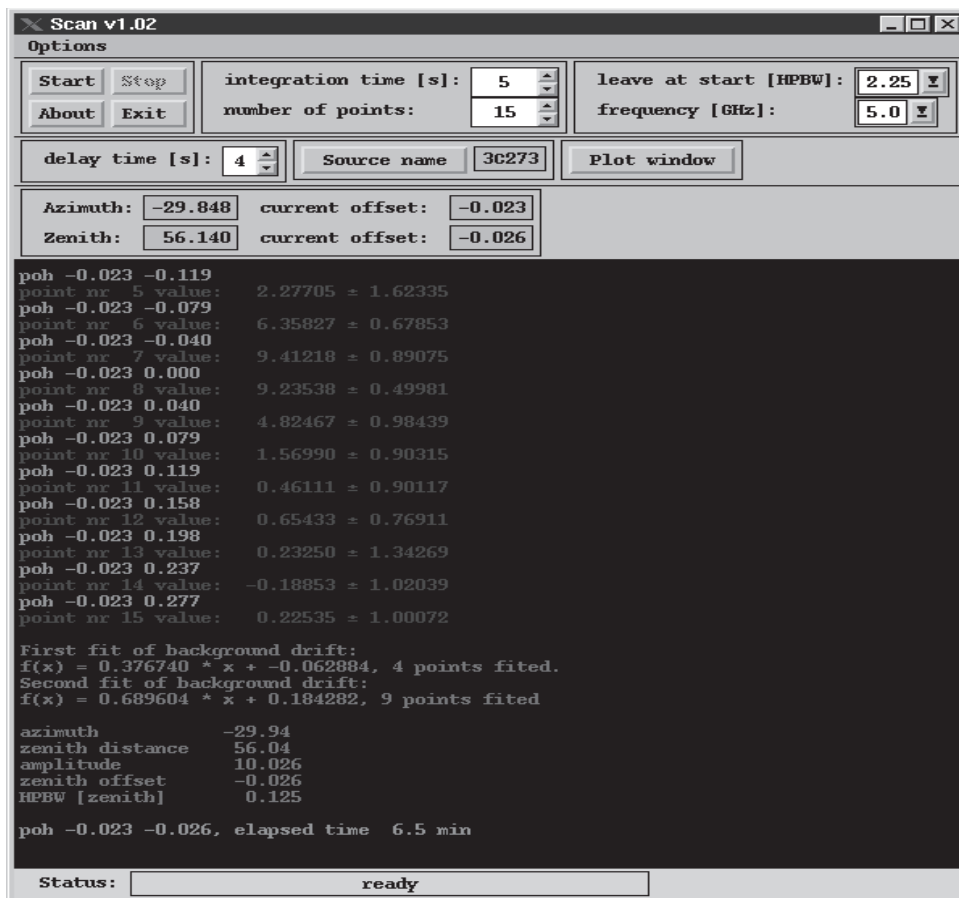 Scan v1.02
Options
Start Stop integration time [s]: 5 leave at start [HPBW]: 2.25
About Exit number of points: 15 frequency [GHz]: 5.0
delay time [s]: 4 Source name 3C273 Plot window
Azimuth: -29.848 current offset: -0.023
Zenith: 56.140 current offset: -0.026
poh -0.023 -0.119
point nr 5 value: 2.27705 ± 1.62335
poh -0.023 -0.079
point nr 6 value: 6.35827 ± 0.67853
poh -0.023 -0.040
point nr 7 value: 9.41218 ± 0.89075
poh -0.023 0.000
point nr 8 value: 9.23538 ± 0.49981
poh -0.023 0.040
point nr 9 value: 4.82467 ± 0.98439
poh -0.023 0.079
point nr 10 value: 1.56990 ± 0.90315
poh -0.023 0.119
point nr 11 value: 0.46111 ± 0.90117
poh -0.023 0.158
point nr 12 value: 0.65433 ± 0.76911
poh -0.023 0.198
point nr 13 value: 0.23250 ± 1.34269
poh -0.023 0.237
point nr 14 value: -0.18853 ± 1.02039
poh -0.023 0.277
point nr 15 value: 0.22535 ± 1.00072
First fit of background drift:
f(x) = 0.376740 * x + -0.062884, 4 points fited.
Second fit of background drift:
f(x) = 0.689604 * x + 0.184282, 9 points fited
azimuth -29.94
zenith distance 56.04
amplitude 10.026
zenith offset -0.026
HPBW [zenith] 0.125
poh -0.023 -0.026, elapsed time 6.5 min
Status: ready